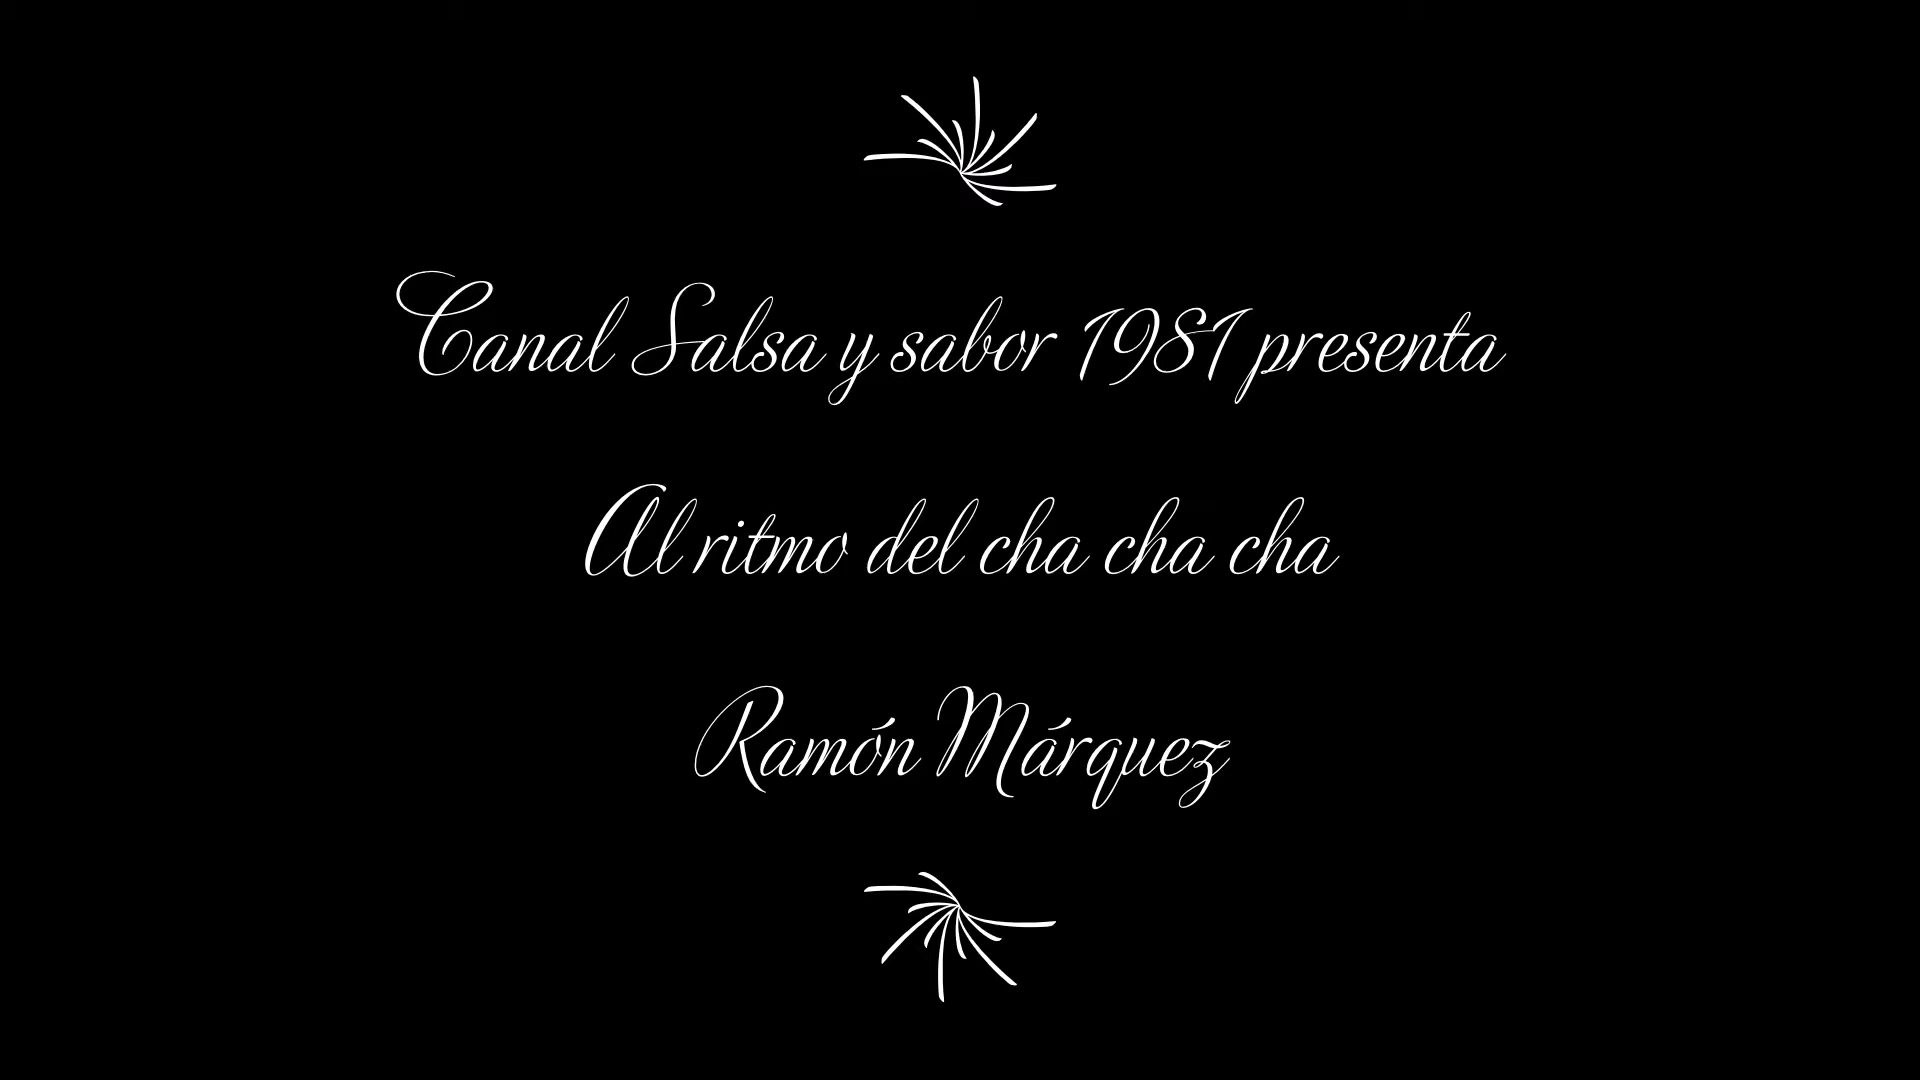 Canal Salsa y sabor 1981 presenta
Al ritmo del cha cha cha
Ramón Márquez